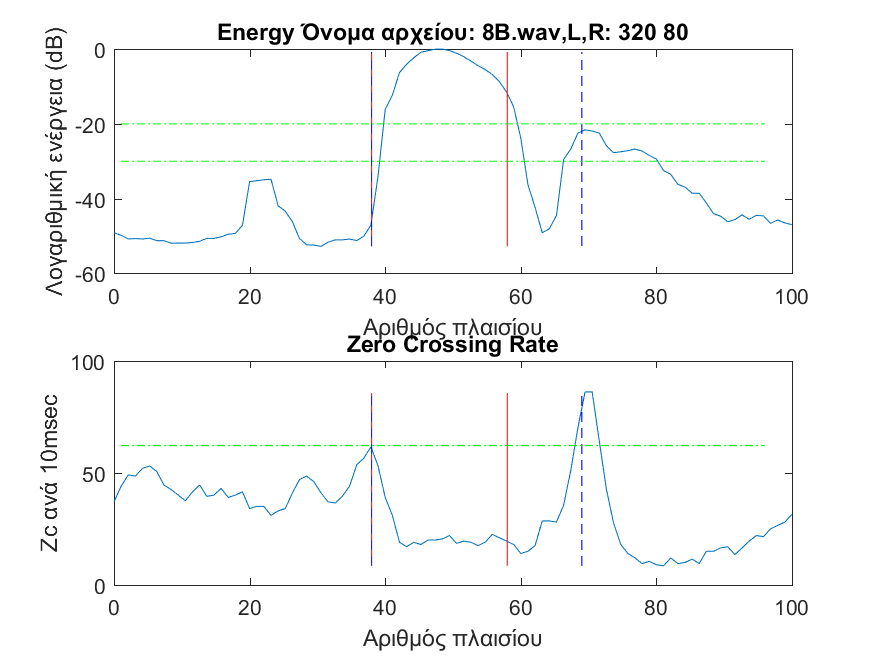 Energy Όνομα αρχείου: 8B.wav,L,R: 320 80
Λογαριθμική ενέργεια (dB)
0
-20
-40
-60
0 20 40 60 80 100
Αριθμός πλαισίου
Zero Crossing Rate
Zc ανά 10msec
100
50
0
0 20 40 60 80 100
Αριθμός πλαισίου